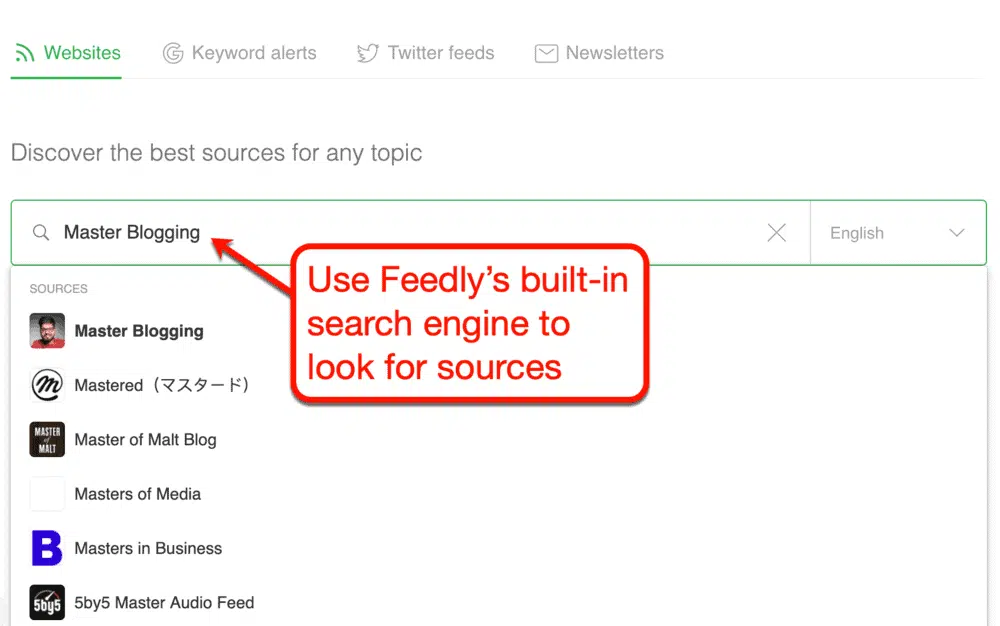 Websites
Keyword alerts
Twitter feeds
Newsletters
Discover the best sources for any topic
Master Blogging
English
Use Feedly’s built-in
search engine to
look for sources
SOURCES
Master Blogging
Mastered（マスタード）
MASTER
of
MALT
Master of Malt Blog
Masters of Media
B
Masters in Business
5by5
5by5 Master Audio Feed